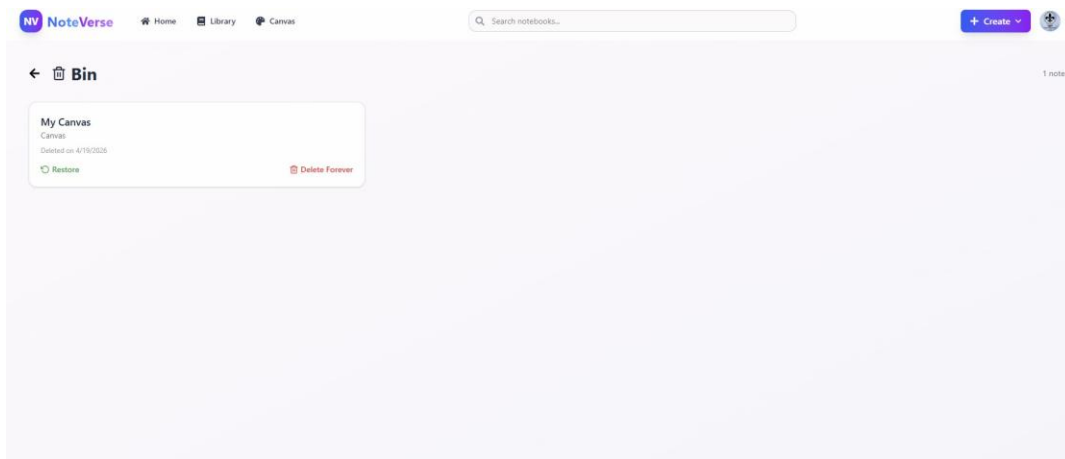 NV NoteVerse Home Library Canvas Search notebooks... + Create
Bin
1 note
My Canvas
Canvas
Deleted on 4/19/2026
Restore Delete Forever